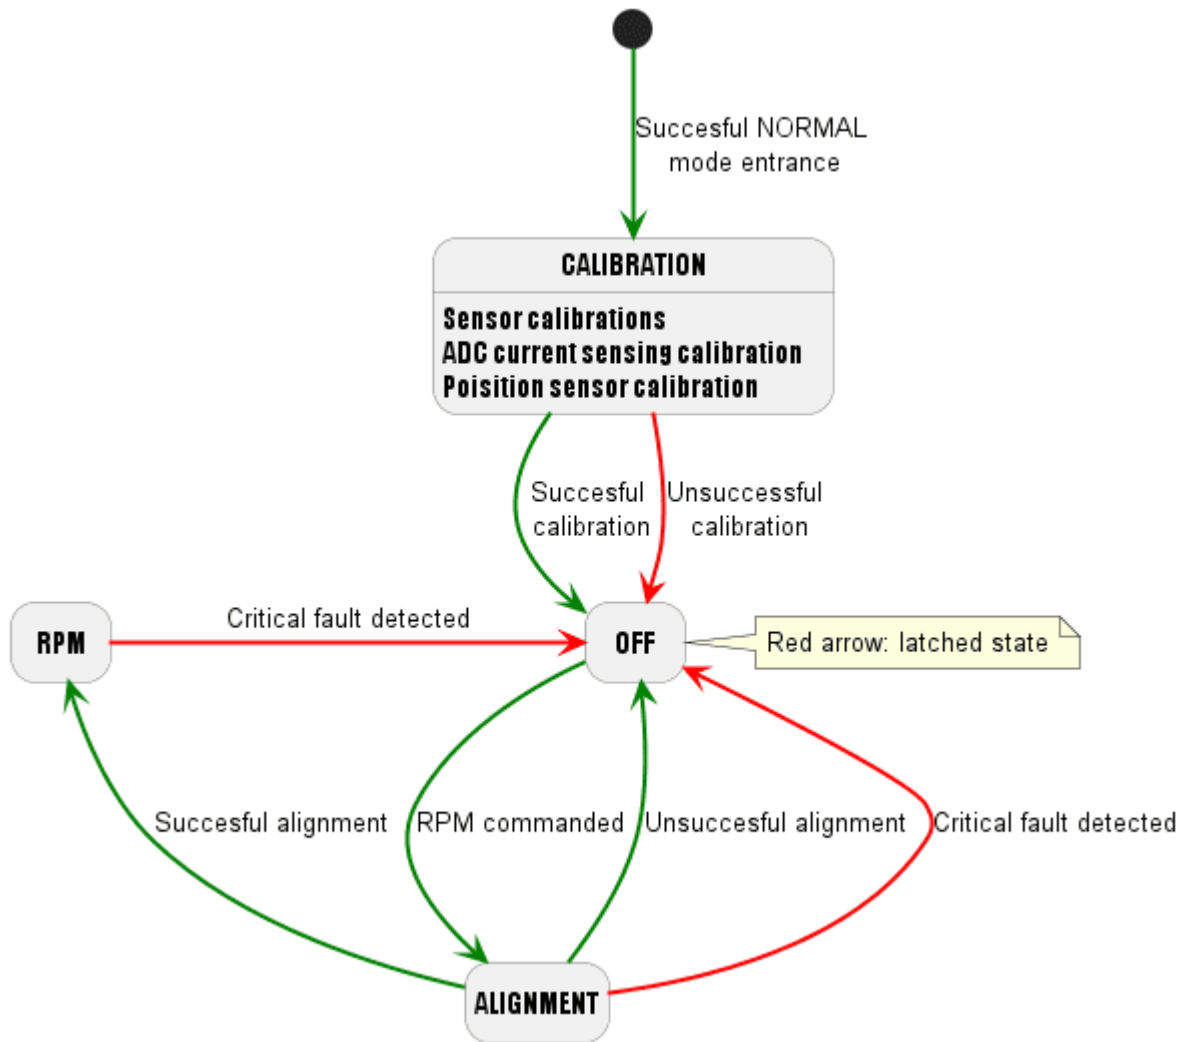 Succesful NORMAL
mode entrance
CALIBRATION
Sensor calibrations
ADC current sensing calibration
Poisition sensor calibration
Succesful
calibration
Unsuccessful
calibration
RPM
Critical fault detected
OFF
Red arrow: latched state
Succesful alignment
RPM commanded
Unsuccesful alignment
Critical fault detected
ALIGNMENT